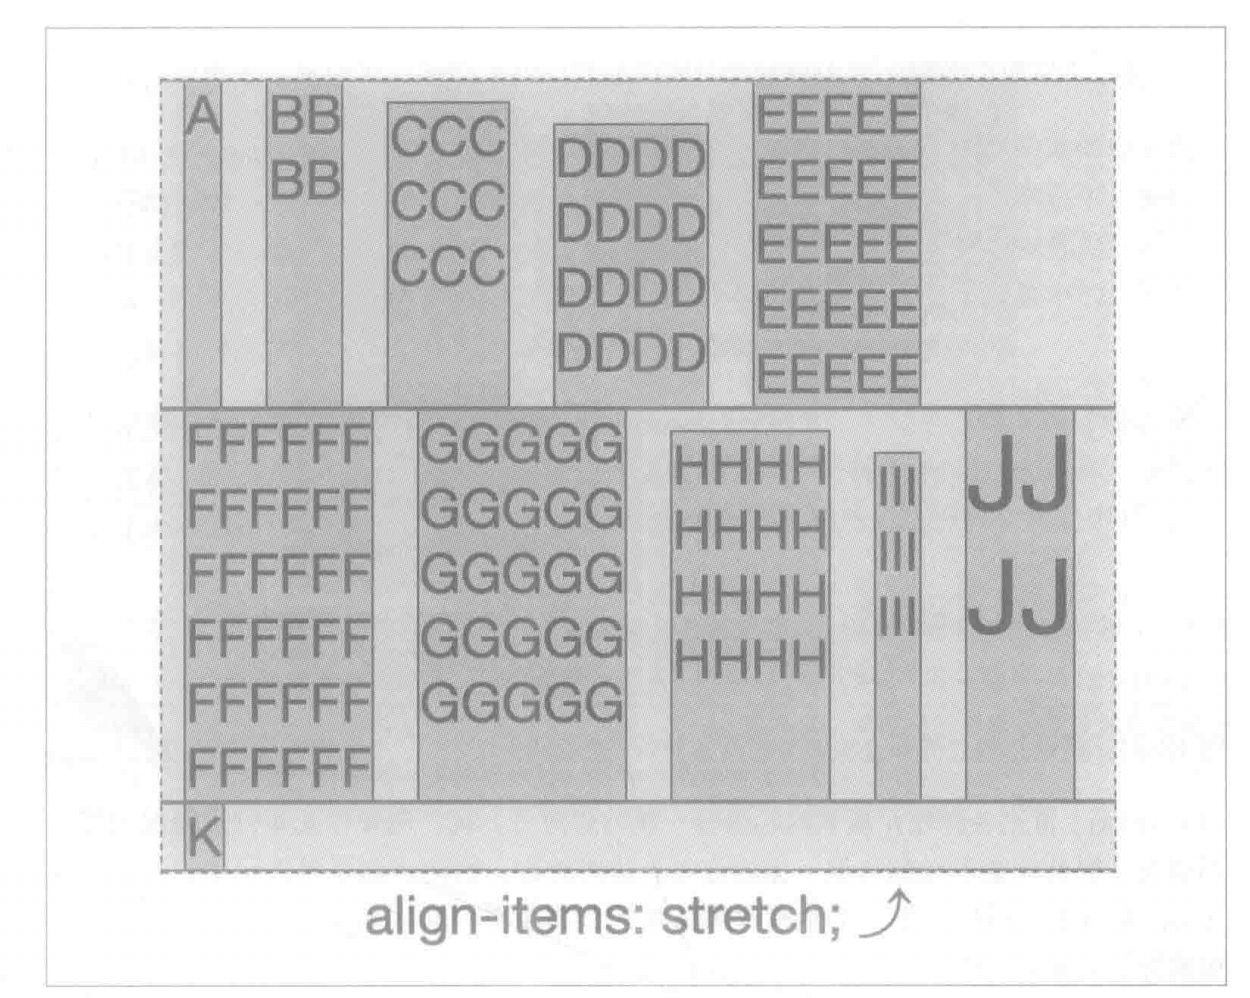 A
BB
BB
CCC
CCC
CCC
DDDD
DDDD
DDDD
DDDD
EEEEE
EEEEE
EEEEE
EEEEE
EEEEE
FFFFFF
FFFFFF
FFFFFF
FFFFFF
FFFFFF
FFFFFF
GGGGG
GGGGG
GGGGG
GGGGG
GGGGG
HHHH
HHHH
HHHH
HHHH
III
III
III
JJ
JJ
K
align-items: stretch;